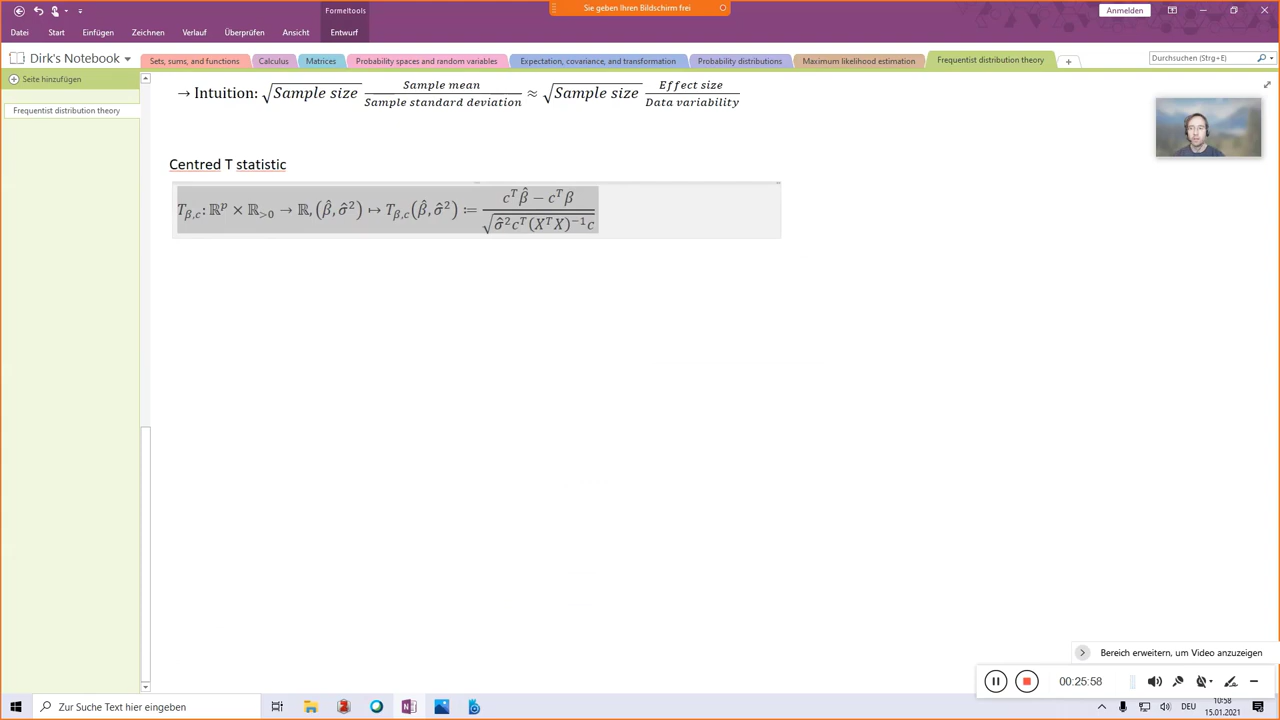 Formeltools
Sie geben Ihren Bildschirm frei
Anmelden
Datei Start Einfügen Zeichnen Verlauf Überprüfen Ansicht Entwurf
Dirk's Notebook
Sets, sums, and functions Calculus Matrices Probability spaces and random variables Expectation, covariance, and transformation Probability distributions Maximum likelihood estimation Frequentist distribution theory
Durchsuchen (Strg+E)
Seite hinzufügen
Frequentist distribution theory
→ Intuition: √Sample size Sample mean / Sample standard deviation ≈ √Sample size Effect size / Data variability
Centred T statistic
T_{β,c}: ℝ^p × ℝ_{>0} → ℝ, (β̂, σ̂²) ↦ T_{β,c}(β̂, σ̂²) ≔ (c^T β̂ − c^T β) / √(σ̂² c^T (X^T X)^{−1} c)
Bereich erweitern, um Video anzuzeigen
00:25:58
Zur Suche Text hier eingeben
DEU
10:58
15.01.2021